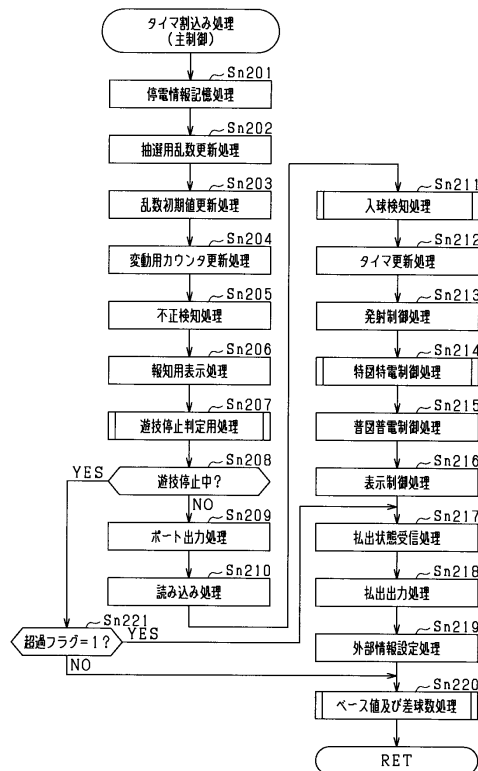 タイマ割込み処理
(主制御)
Sn201
停電情報記憶処理
Sn202
抽選用乱数更新処理
Sn203
乱数初期値更新処理
Sn204
変動用カウンタ更新処理
Sn205
不正検知処理
Sn206
報知用表示処理
Sn207
遊技停止判定用処理
Sn208
遊技停止中?
YES
NO
Sn209
ポート出力処理
Sn210
読み込み処理
Sn221
超過フラグ=1?
YES
NO
Sn211
入球検知処理
Sn212
タイマ更新処理
Sn213
発射制御処理
Sn214
特図特電制御処理
Sn215
普図普電制御処理
Sn216
表示制御処理
Sn217
払出状態受信処理
Sn218
払出出力処理
Sn219
外部情報設定処理
Sn220
ベース値及び差球数処理
RET